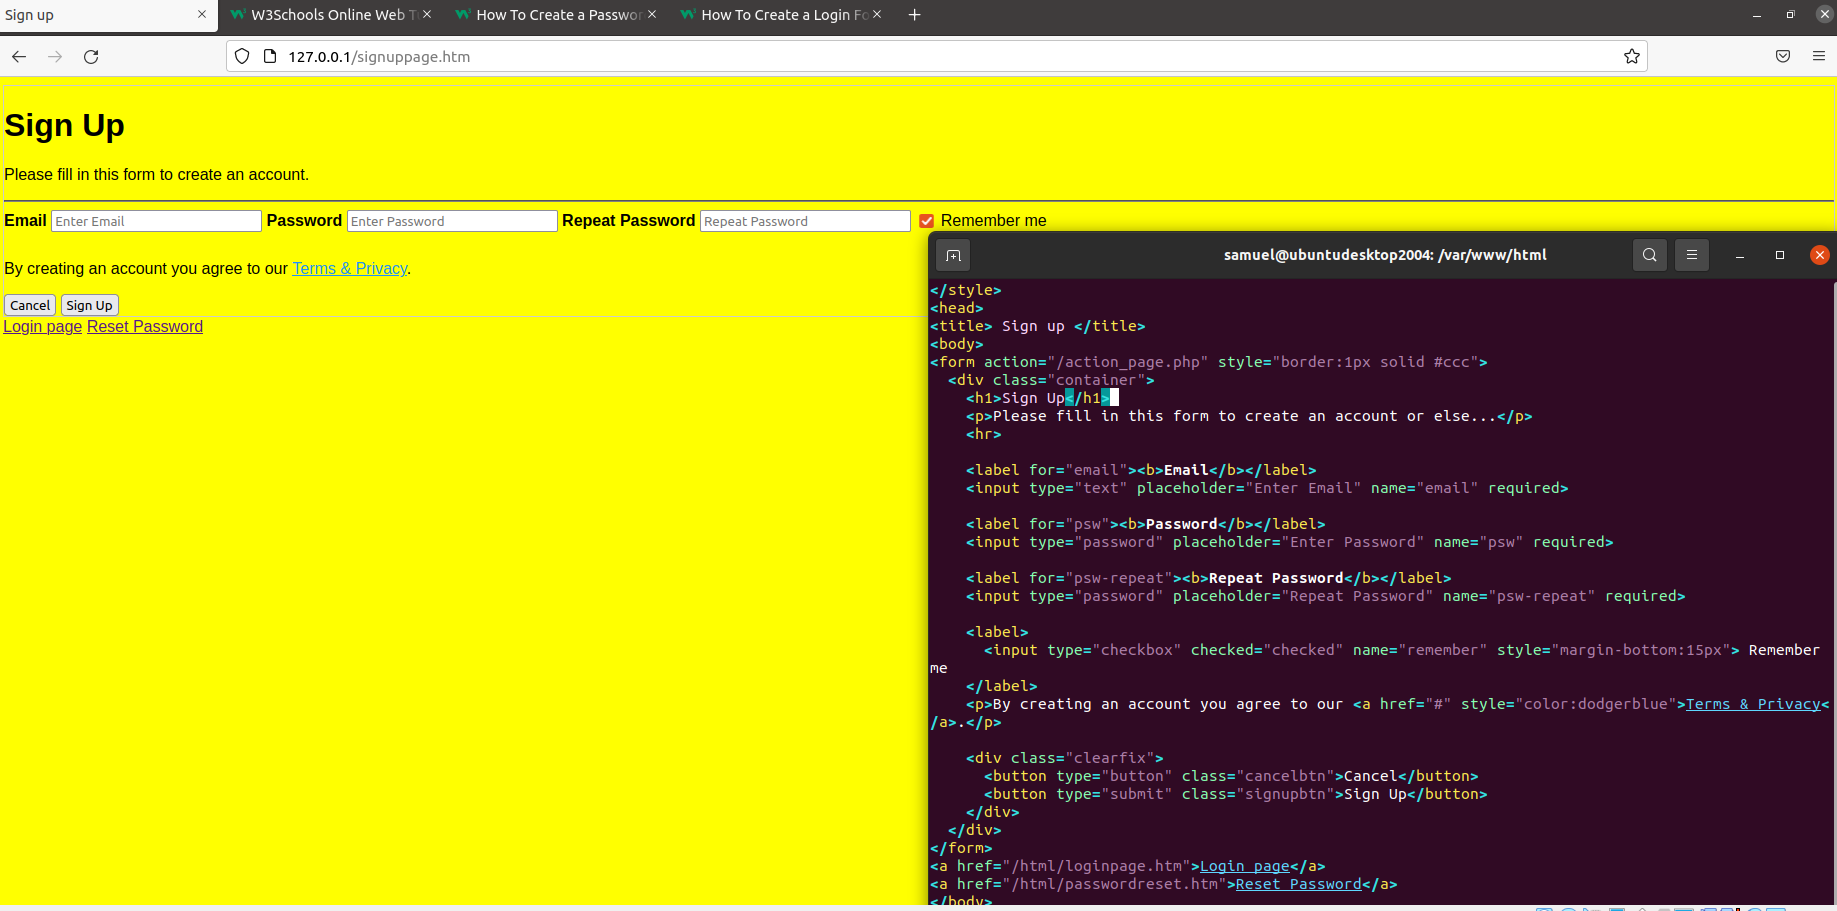 Sign up
W3Schools Online Web T
How To Create a Passwor
How To Create a Login Fo
127.0.0.1/signuppage.htm
Sign Up
Please fill in this form to create an account.
Email Enter Email Password Enter Password Repeat Password Repeat Password Remember me
By creating an account you agree to our Terms & Privacy.
Cancel Sign Up
Login page Reset Password
samuel@ubuntudesktop2004: /var/www/html
</style>
<head>
<title> Sign up </title>
<body>
<form action="/action_page.php" style="border:1px solid #ccc">
<div class="container">
<h1>Sign Up</h1>
<p>Please fill in this form to create an account or else...</p>
<hr>
<label for="email"><b>Email</b></label>
<input type="text" placeholder="Enter Email" name="email" required>
<label for="psw"><b>Password</b></label>
<input type="password" placeholder="Enter Password" name="psw" required>
<label for="psw-repeat"><b>Repeat Password</b></label>
<input type="password" placeholder="Repeat Password" name="psw-repeat" required>
<label>
<input type="checkbox" checked="checked" name="remember" style="margin-bottom:15px"> Remember
me
</label>
<p>By creating an account you agree to our <a href="#" style="color:dodgerblue">Terms & Privacy<
/a>.</p>
<div class="clearfix">
<button type="button" class="cancelbtn">Cancel</button>
<button type="submit" class="signupbtn">Sign Up</button>
</div>
</div>
</form>
<a href="/html/loginpage.htm">Login page</a>
<a href="/html/passwordreset.htm">Reset Password</a>
</body>